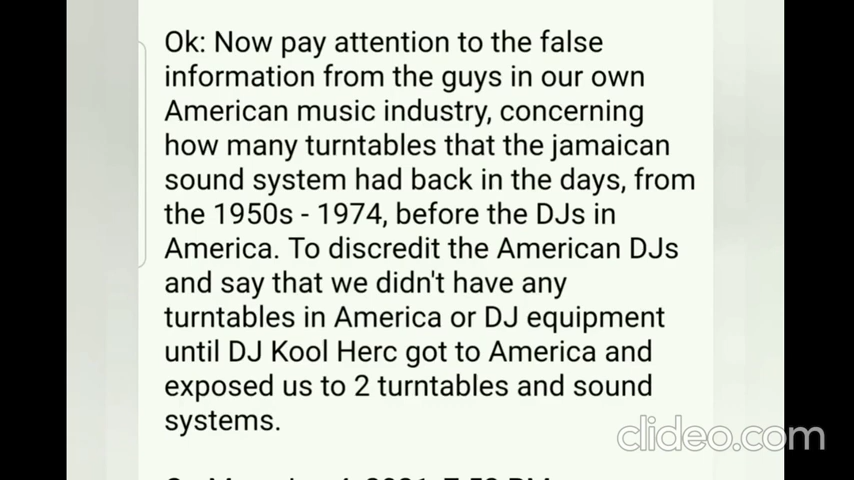 Ok: Now pay attention to the false
information from the guys in our own
American music industry, concerning
how many turntables that the jamaican
sound system had back in the days, from
the 1950s - 1974, before the DJs in
America. To discredit the American DJs
and say that we didn't have any
turntables in America or DJ equipment
until DJ Kool Herc got to America and
exposed us to 2 turntables and sound
systems.
clideo.com